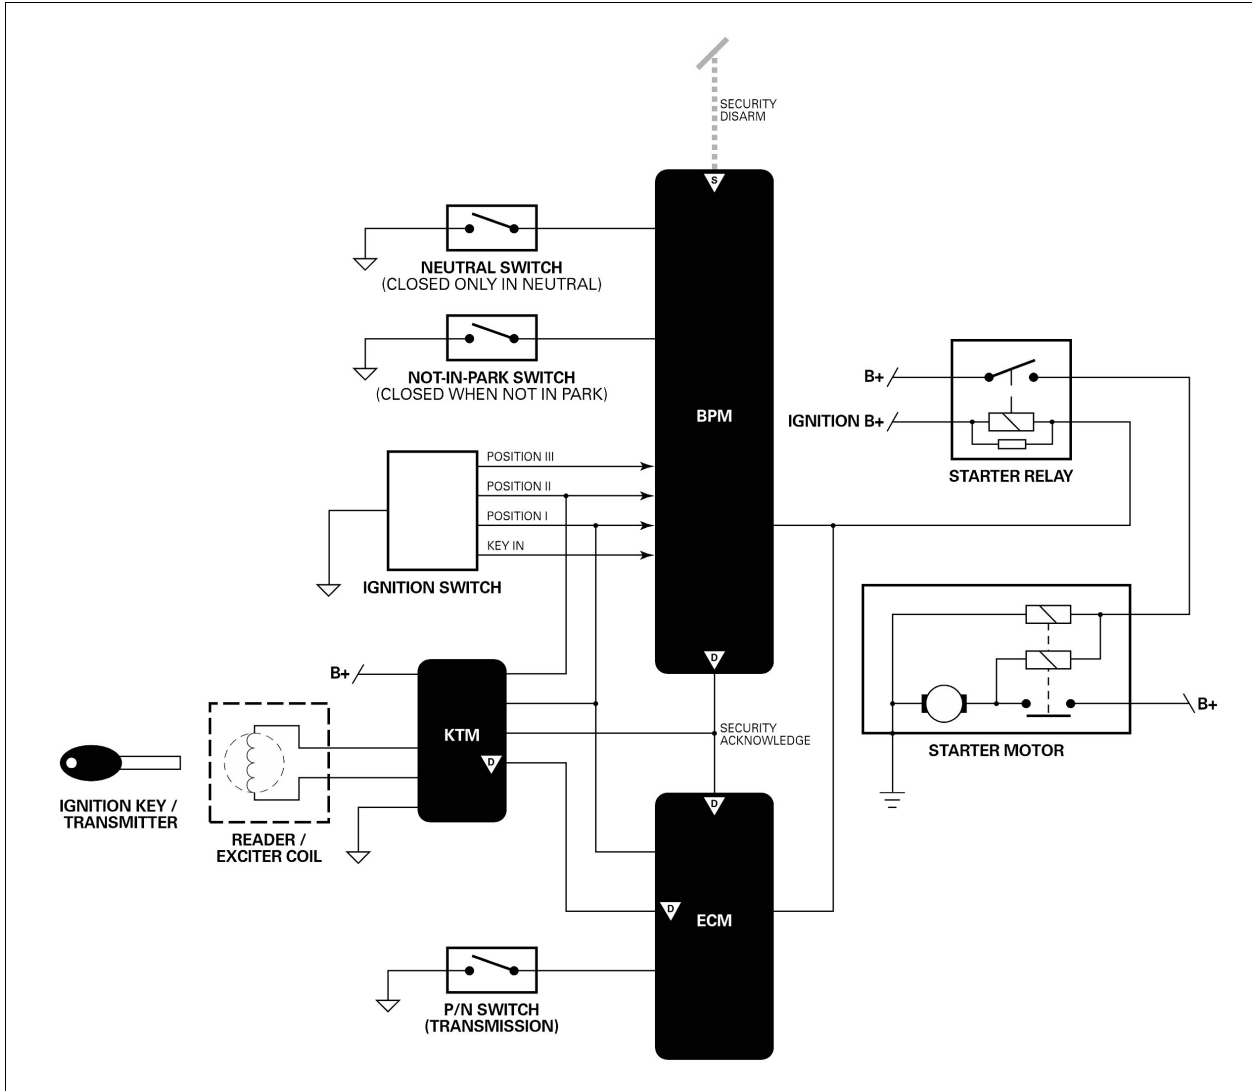 SECURITY
DISARM
S
NEUTRAL SWITCH
(CLOSED ONLY IN NEUTRAL)
NOT-IN-PARK SWITCH
(CLOSED WHEN NOT IN PARK)
BPM
B+
IGNITION B+
STARTER RELAY
POSITION III
POSITION II
POSITION I
KEY IN
IGNITION SWITCH
D
B+
KTM
D
SECURITY
ACKNOWLEDGE
B+
STARTER MOTOR
IGNITION KEY /
TRANSMITTER
READER /
EXCITER COIL
D
D
ECM
P/N SWITCH
(TRANSMISSION)